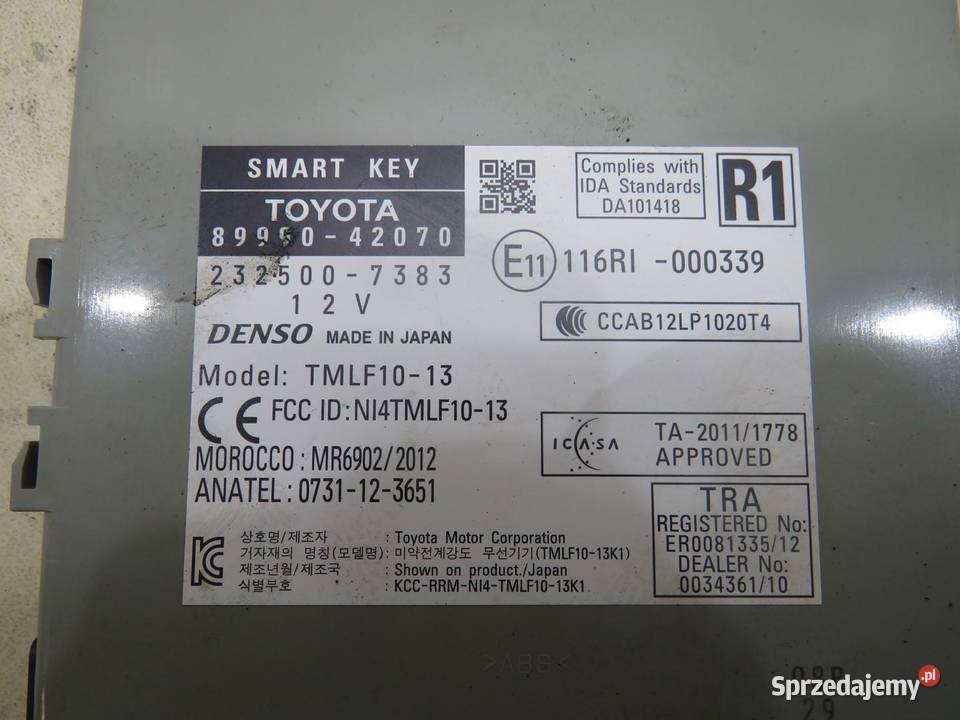 SMART KEY
TOYOTA
89990-42070
232500-7383
12V
DENSO MADE IN JAPAN
Model: TMLF10-13
CE FCC ID:NI4TMLF10-13
MOROCCO : MR6902/2012
ANATEL : 0731-12-3651
상호명/제조자 : Toyota Motor Corporation
기자재의 명칭(모델명) : 미약전계강도 무선기기(TMLF10-13K1)
제조년월/제조국 : Shown on product./Japan
식별부호 : KCC-RRM-NI4-TMLF10-13K1
Complies with
IDA Standards
DA101418
R1
E11 116RI -000339
CCAB12LP1020T4
ICASA
TA-2011/1778
APPROVED
TRA
REGISTERED No:
ER0081335/12
DEALER No:
0034361/10
>ABS<
29
Sprzedajemy.pl